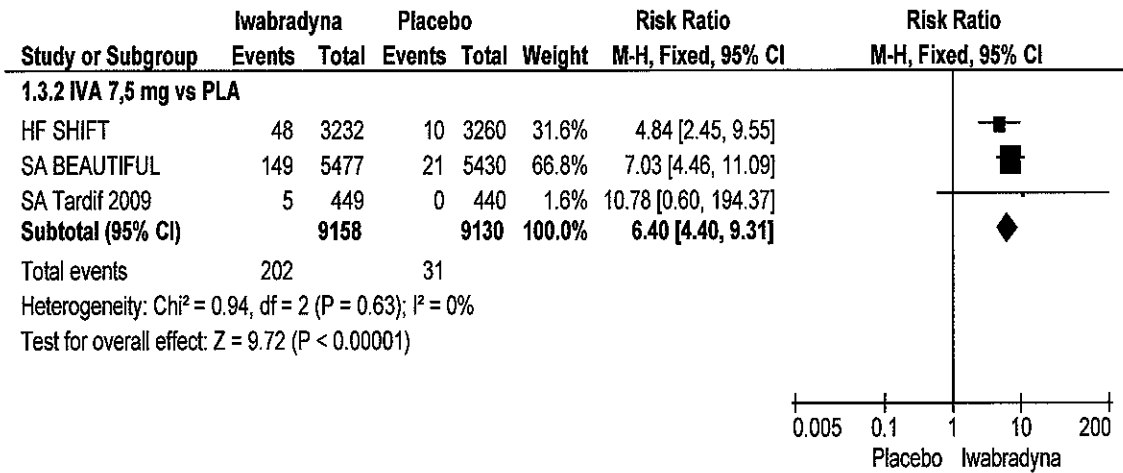 Iwabradyna Placebo Risk Ratio Risk Ratio
Study or Subgroup Events Total Events Total Weight M-H, Fixed, 95% CI M-H, Fixed, 95% CI
1.3.2 IVA 7,5 mg vs PLA
HF SHIFT 48 3232 10 3260 31.6% 4.84 [2.45, 9.55]
SA BEAUTIFUL 149 5477 21 5430 66.8% 7.03 [4.46, 11.09]
SA Tardif 2009 5 449 0 440 1.6% 10.78 [0.60, 194.37]
Subtotal (95% CI) 9158 9130 100.0% 6.40 [4.40, 9.31]
Total events 202 31
Heterogeneity: Chi² = 0.94, df = 2 (P = 0.63); I² = 0%
Test for overall effect: Z = 9.72 (P < 0.00001)
0.005 0.1 1 10 200
Placebo Iwabradyna